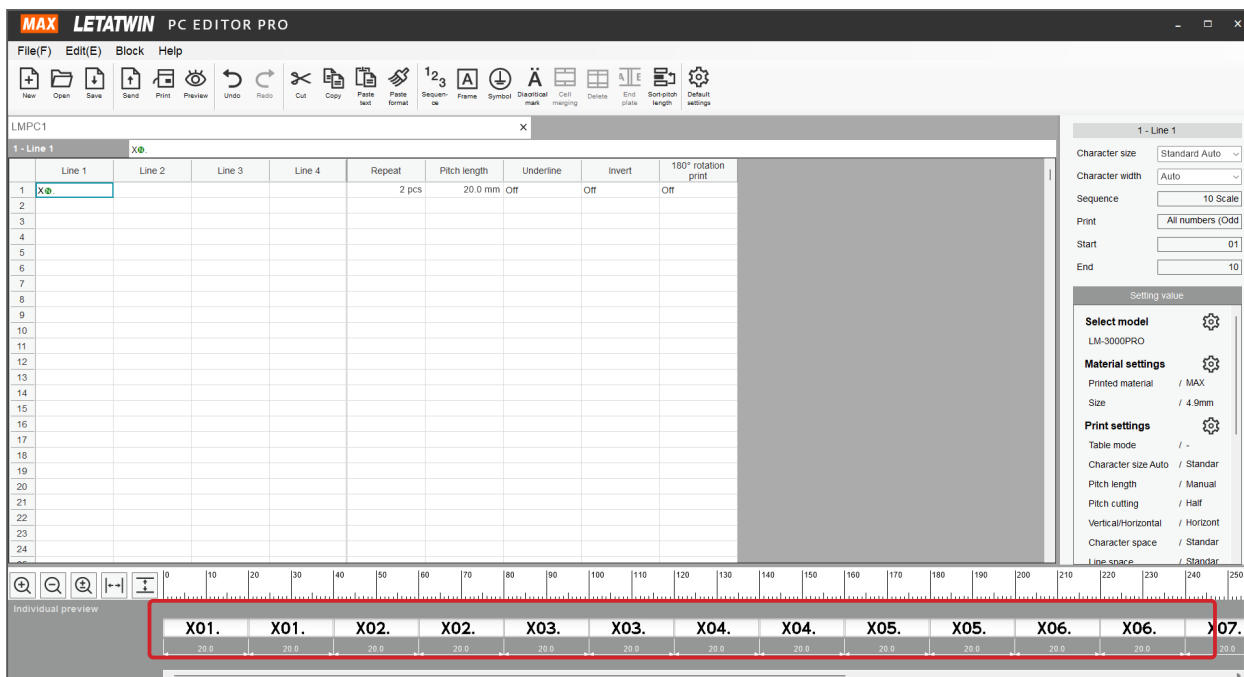 MAX LETATWIN PC EDITOR PRO
File(F) Edit(E) Block Help
New Open Save Send Print Preview Undo Redo Cut Copy Paste text Paste format Sequence Frame Symbol Diacritical mark Cell merging Delete End plate Sort-pitch length Default settings
LMPC1
1 - Line 1 X
Line 1 Line 2 Line 3 Line 4 Repeat Pitch length Underline Invert 180° rotation print
1 X 2 pcs 20.0 mm Off Off Off
2
3
4
5
6
7
8
9
10
11
12
13
14
15
16
17
18
19
20
21
22
23
24
1 - Line 1
Character size Standard Auto
Character width Auto
Sequence 10 Scale
Print All numbers (Odd
Start 01
End 10
Setting value
Select model
LM-3000PRO
Material settings
Printed material / MAX
Size / 4.9mm
Print settings
Table mode / -
Character size Auto / Standar
Pitch length / Manual
Pitch cutting / Half
Vertical/Horizontal / Horizont
Character space / Standar
Line space / Standar
0 10 20 30 40 50 60 70 80 90 100 110 120 130 140 150 160 170 180 190 200 210 220 230 240 250
Individual preview
X01. X01. X02. X02. X03. X03. X04. X04. X05. X05. X06. X06. X07.
20.0 20.0 20.0 20.0 20.0 20.0 20.0 20.0 20.0 20.0 20.0 20.0 20.0